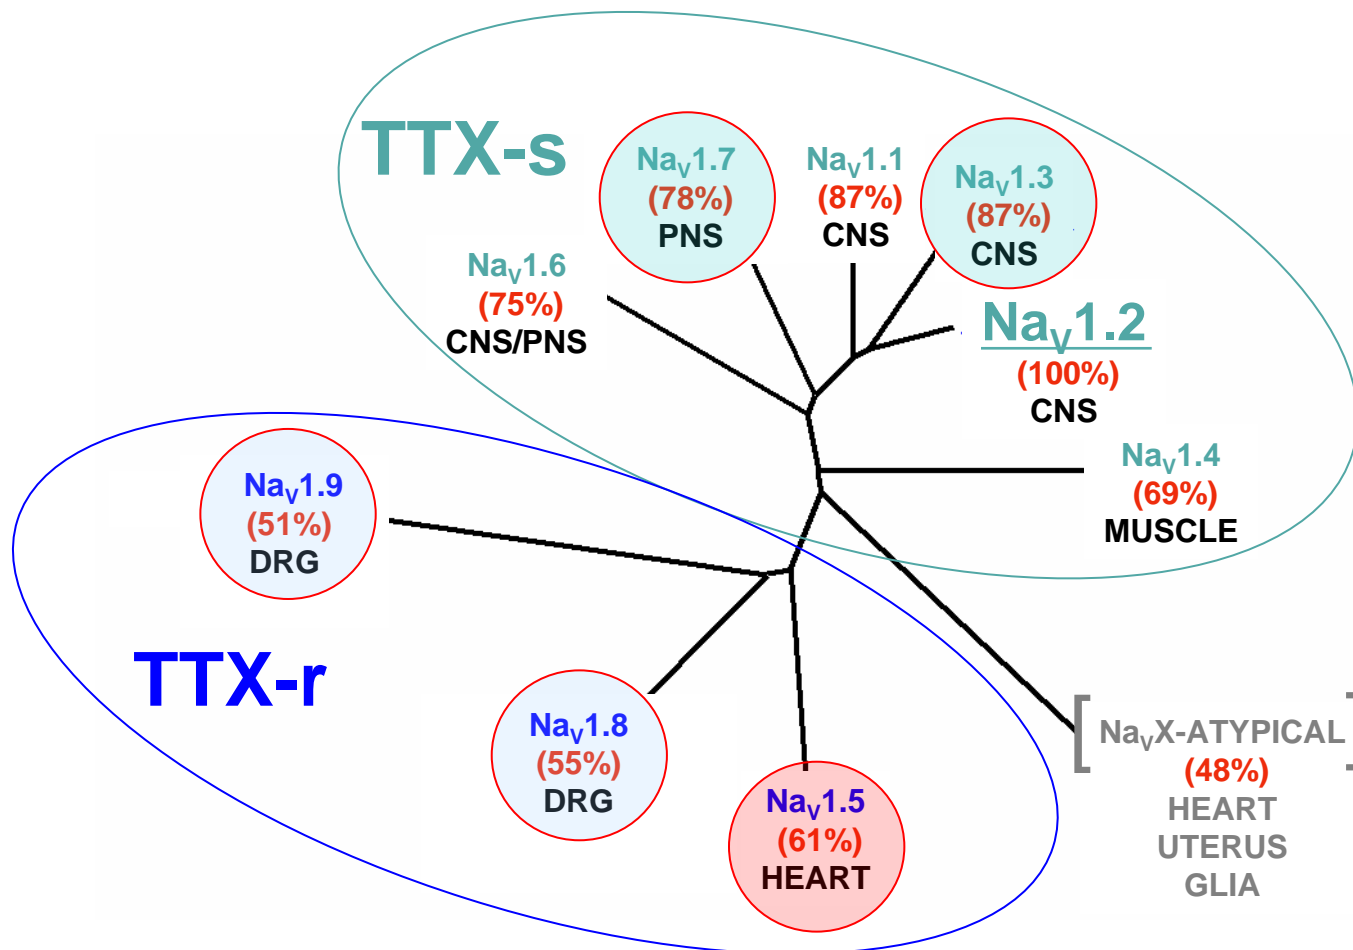 TTX-s
NaV1.7
(78%)
PNS
NaV1.1
(87%)
CNS
NaV1.3
(87%)
CNS
NaV1.6
(75%)
CNS/PNS
NaV1.2
(100%)
CNS
NaV1.4
(69%)
MUSCLE
NaV1.9
(51%)
DRG
TTX-r
NaV1.8
(55%)
DRG
NaV1.5
(61%)
HEART
[NaVX-ATYPICAL]
(48%)
HEART
UTERUS
GLIA